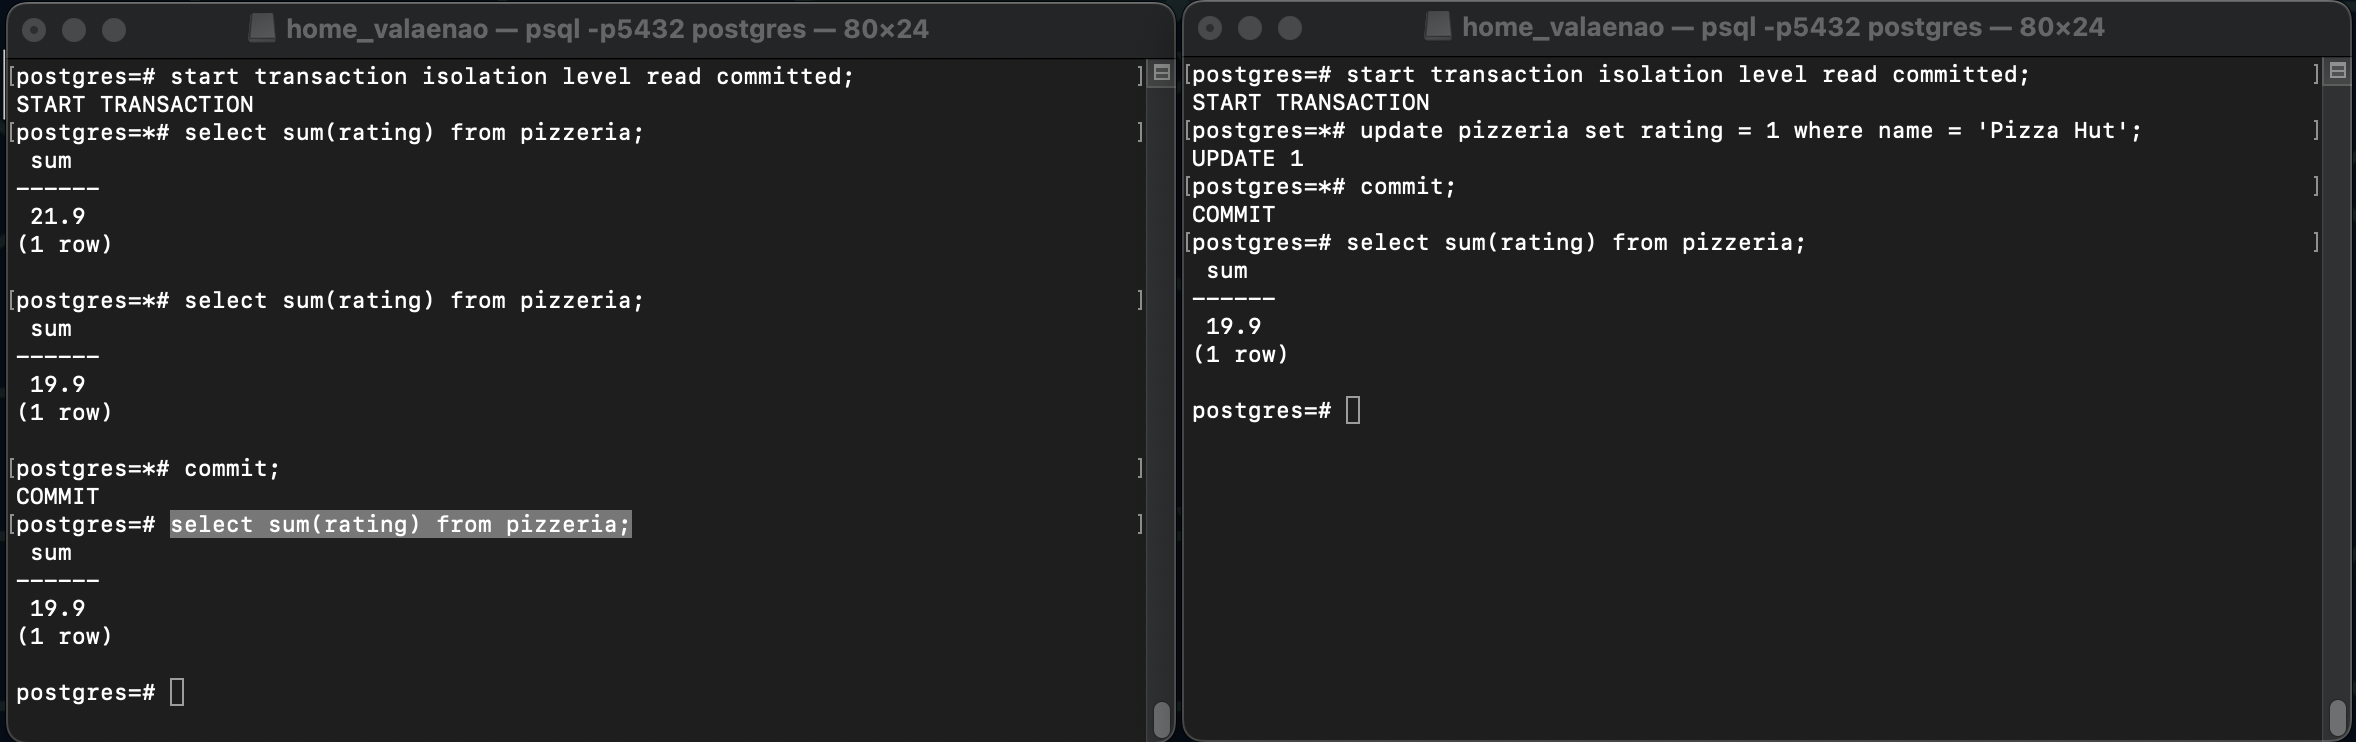 home_valaenao — psql -p5432 postgres — 80×24
[postgres=# start transaction isolation level read committed; ]
START TRANSACTION
[postgres=*# select sum(rating) from pizzeria; ]
sum
------
21.9
(1 row)
[postgres=*# select sum(rating) from pizzeria; ]
sum
------
19.9
(1 row)
[postgres=*# commit; ]
COMMIT
[postgres=# select sum(rating) from pizzeria; ]
sum
------
19.9
(1 row)
postgres=#
home_valaenao — psql -p5432 postgres — 80×24
[postgres=# start transaction isolation level read committed; ]
START TRANSACTION
[postgres=*# update pizzeria set rating = 1 where name = 'Pizza Hut'; ]
UPDATE 1
[postgres=*# commit; ]
COMMIT
[postgres=# select sum(rating) from pizzeria; ]
sum
------
19.9
(1 row)
postgres=#